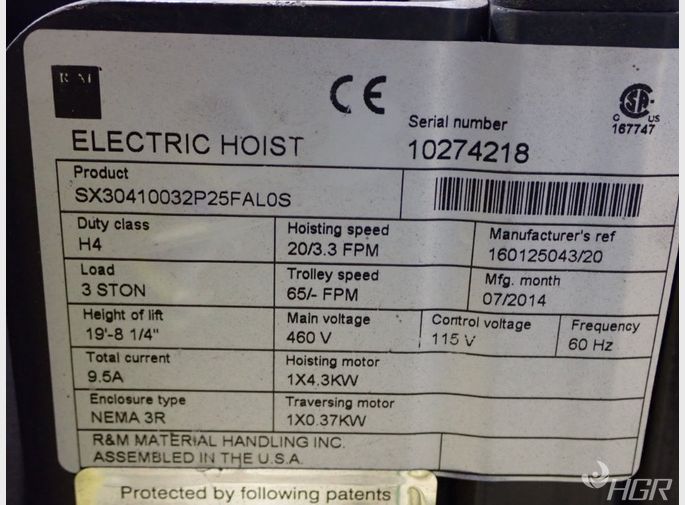 R&M
CE
SA
C US
167747
ELECTRIC HOIST
Serial number
10274218
Product
SX30410032P25FAL0S
Duty class
H4
Hoisting speed
20/3.3 FPM
Manufacturer's ref
160125043/20
Load
3 STON
Trolley speed
65/- FPM
Mfg. month
07/2014
Height of lift
19'-8 1/4"
Main voltage
460 V
Control voltage
115 V
Frequency
60 Hz
Total current
9.5A
Hoisting motor
1X4.3KW
Enclosure type
NEMA 3R
Traversing motor
1X0.37KW
R&M MATERIAL HANDLING INC.
ASSEMBLED IN THE U.S.A.
Protected by following patents
HGR